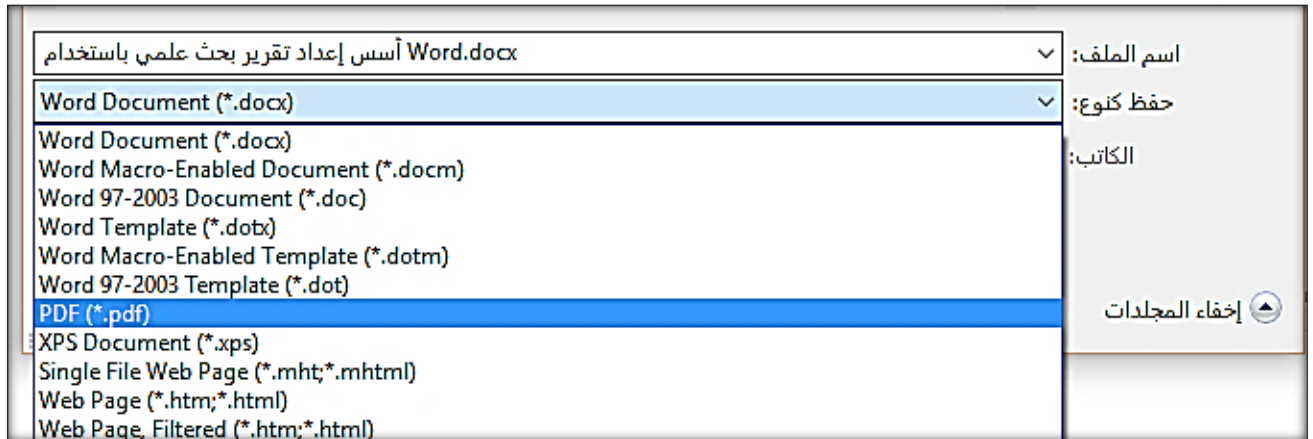 اسم الملف: أسس إعداد تقرير بحث علمي باستخدام Word.docx
حفظ كنوع: Word Document (*.docx)
الكاتب:
Word Document (*.docx)
Word Macro-Enabled Document (*.docm)
Word 97-2003 Document (*.doc)
Word Template (*.dotx)
Word Macro-Enabled Template (*.dotm)
Word 97-2003 Template (*.dot)
PDF (*.pdf)
XPS Document (*.xps)
Single File Web Page (*.mht;*.mhtml)
Web Page (*.htm;*.html)
Web Page, Filtered (*.htm;*.html)
إخفاء المجلدات